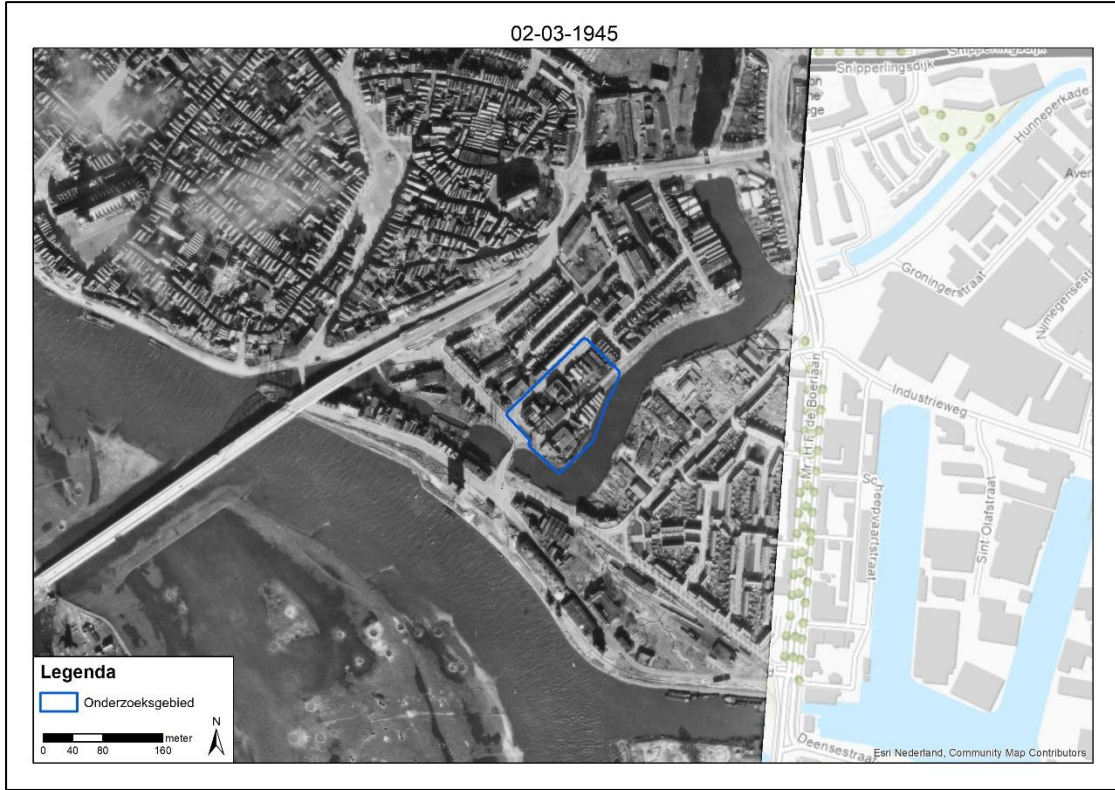 02-03-1945
Snipperlingsdijk
Snipperlingsdijk
Hunneperkade
Groningerstraat
Nijmegensestr
Industrieweg
Mr. H.F. de Boerlaan
Scheepvaartstraat
Sint Olafstraat
Deensestraat
Legenda
Onderzoeksgebied
meter
0 40 80 160
N
Esri Nederland, Community Map Contributors